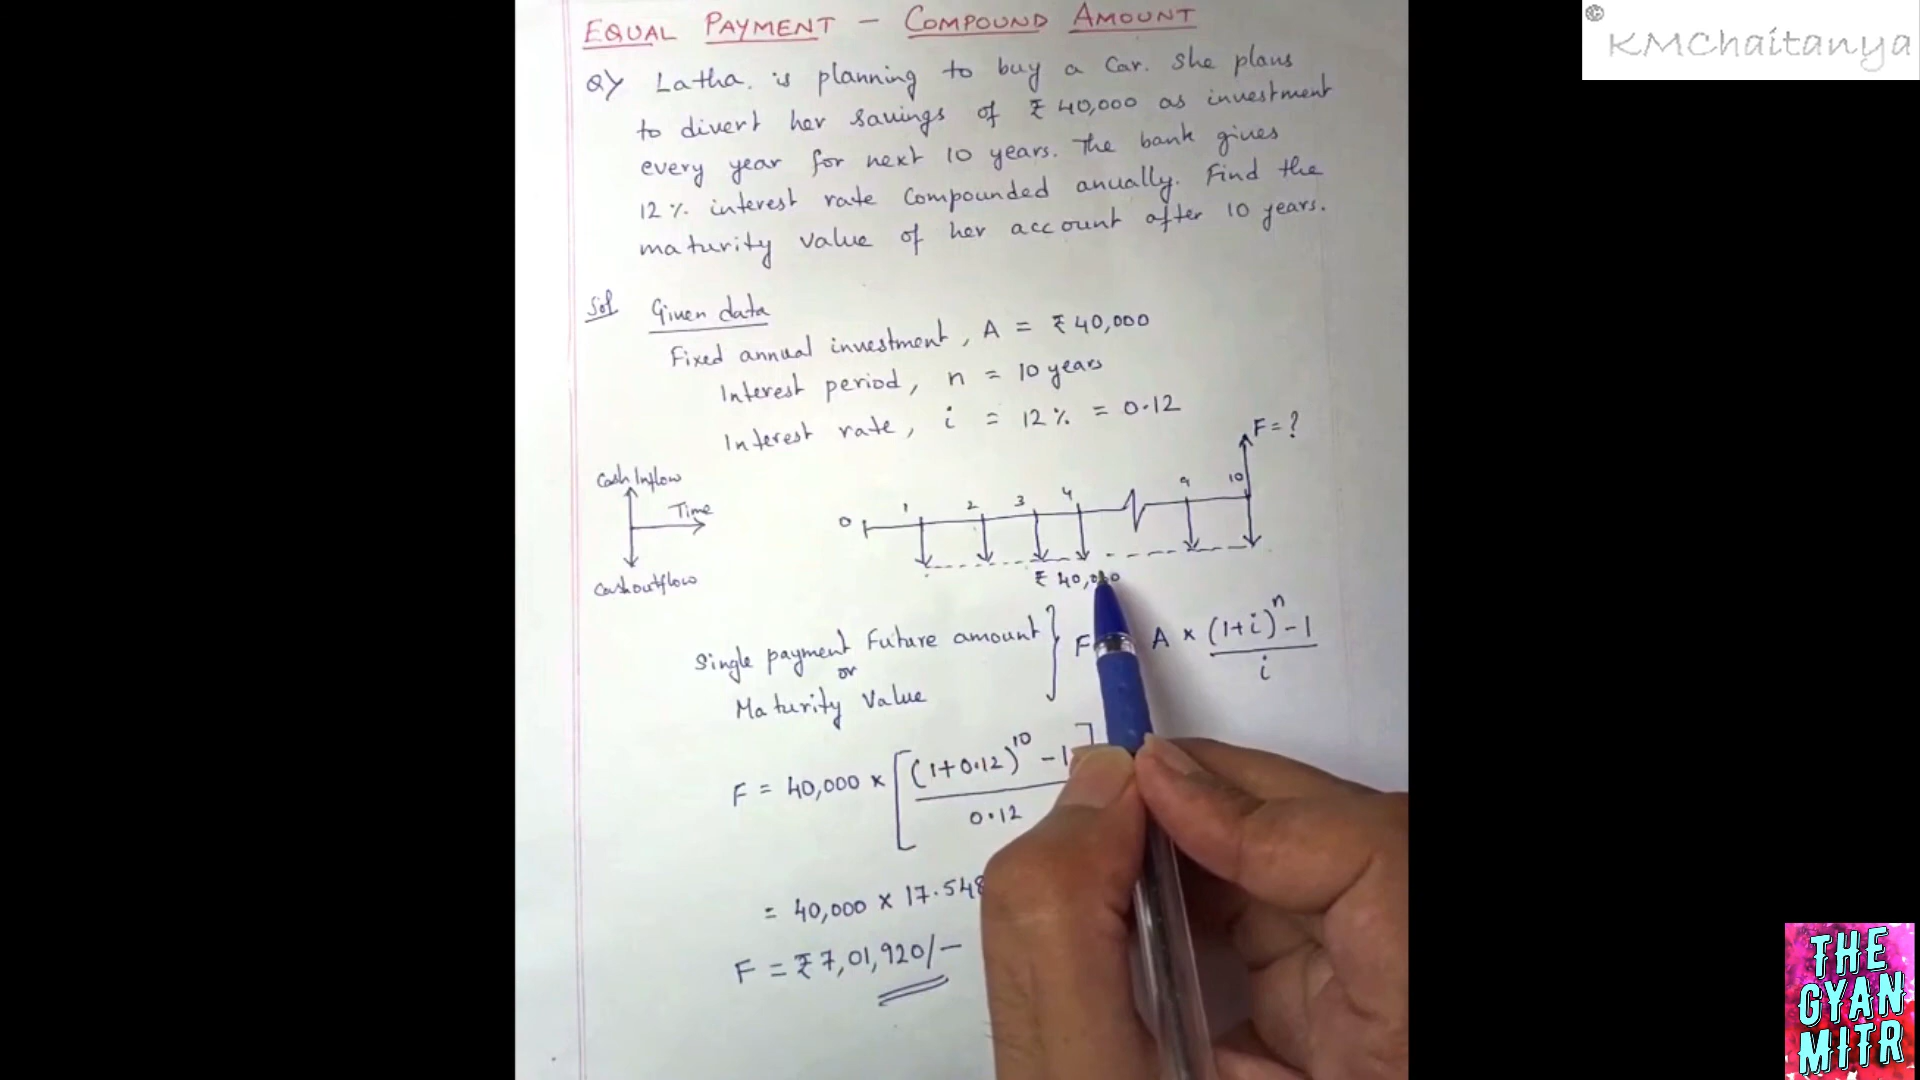 EQUAL PAYMENT - COMPOUND AMOUNT
© KMChaitanya
Q) Latha. is planning to buy a car. She plans
to divert her savings of ₹ 40,000 as investment
every year for next 10 years. The bank gives
12 % interest rate compounded anually. Find the
maturity value of her account after 10 years.
Sol Given data
Fixed annual investment, A = ₹ 40,000
Interest period, n = 10 years
Interest rate, i = 12 % = 0.12
F = ?
Cash Inflow
Time
Cash outflow
0 1 2 3 4 9 10
₹ 40,000
Single payment Future amount
or
Maturity Value
F A × (1+i)^n - 1
i
F = 40,000 × [(1+0.12)^10 - 1]
0.12
= 40,000 × 17.548
F = ₹ 7,01,920/-
THE
GYAN
MITR